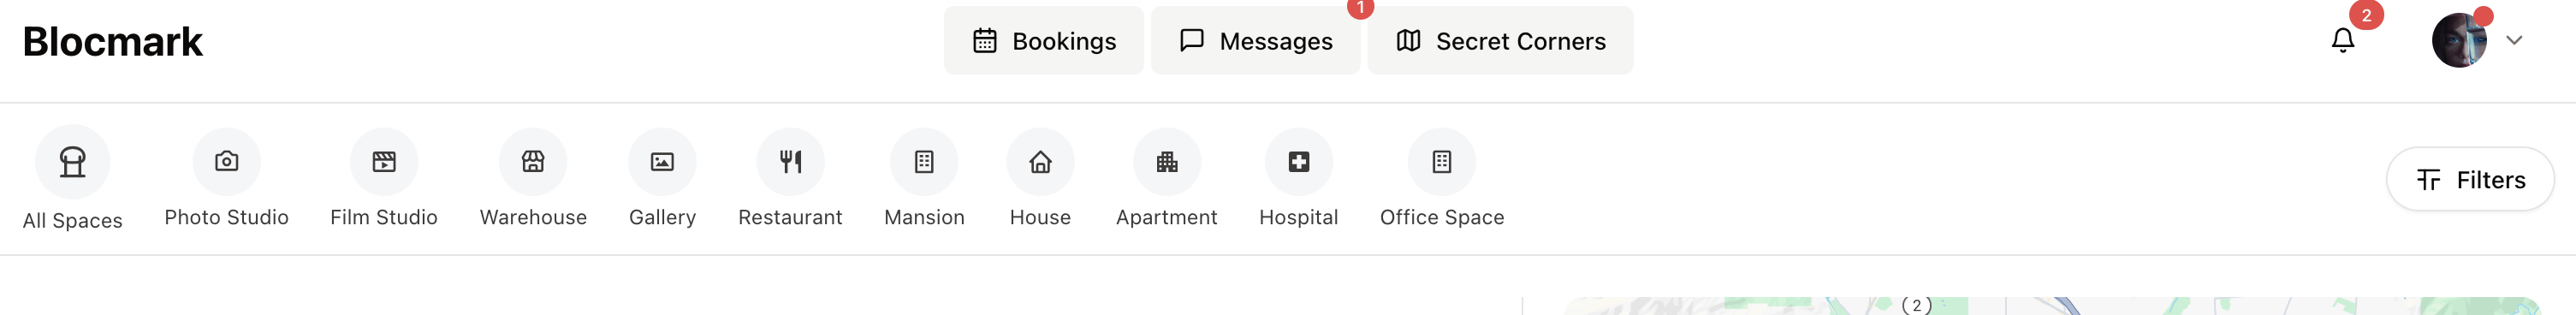 Blocmark
Bookings
Messages
1
Secret Corners
2
All Spaces
Photo Studio
Film Studio
Warehouse
Gallery
Restaurant
Mansion
House
Apartment
Hospital
Office Space
Filters
(2)